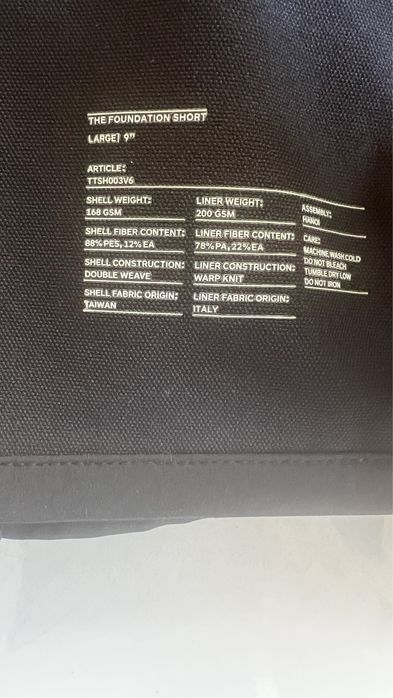 THE FOUNDATION SHORT
LARGE| 9"
ARTICLE:
TTSH003V6
SHELL WEIGHT:
168 GSM
SHELL FIBER CONTENT:
88% PES, 12% EA
SHELL CONSTRUCTION:
DOUBLE WEAVE
SHELL FABRIC ORIGIN:
TAIWAN
LINER WEIGHT:
200 GSM
LINER FIBER CONTENT:
78% PA, 22% EA
LINER CONSTRUCTION:
WARP KNIT
LINER FABRIC ORIGIN:
ITALY
ASSEMBLY:
HANOI
CARE:
MACHINE WASH COLD
DO NOT BLEACH
TUMBLE DRY LOW
DO NOT IRON